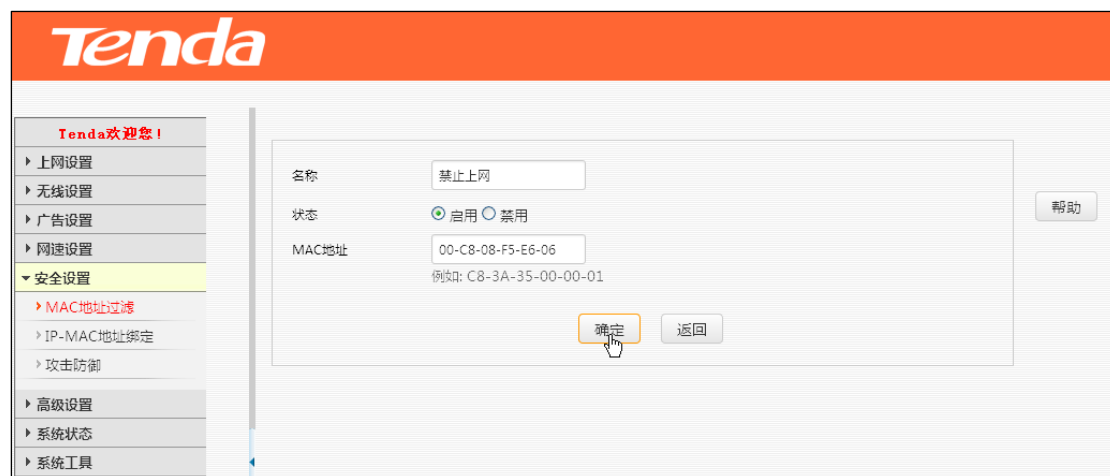 Tenda
Tenda欢迎您！
上网设置
无线设置
广告设置
网速设置
安全设置
MAC地址过滤
IP-MAC地址绑定
攻击防御
高级设置
系统状态
系统工具
名称 禁止上网
状态 启用 禁用
MAC地址 00-C8-08-F5-E6-06
例如: C8-3A-35-00-00-01
确定 返回
帮助